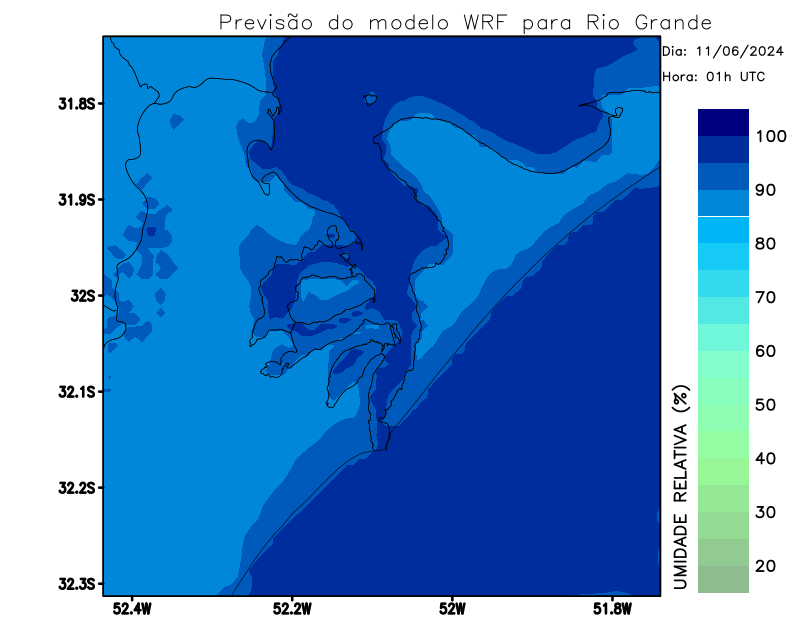 Previsão do modelo WRF para Rio Grande
Dia: 11/06/2024
Hora: 01h UTC
31.8S
31.9S
32S
32.1S
32.2S
32.3S
52.4W
52.2W
52W
51.8W
100
90
80
70
60
50
40
30
20
UMIDADE RELATIVA (%)